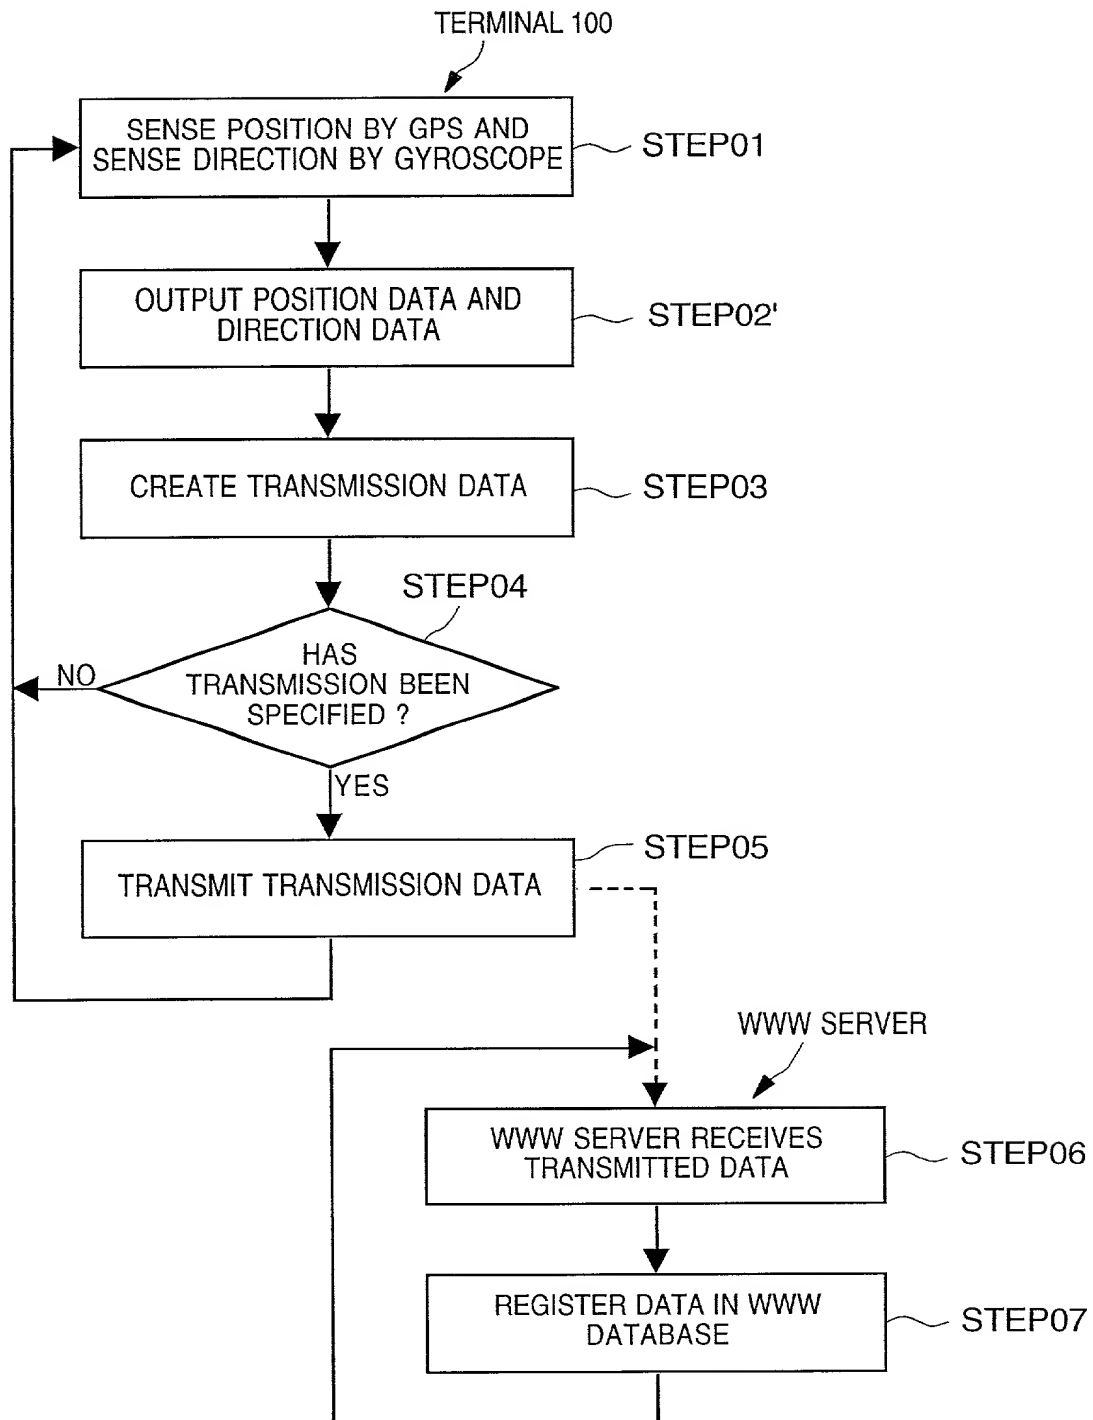 TERMINAL 100
SENSE POSITION BY GPS AND
SENSE DIRECTION BY GYROSCOPE
STEP01
OUTPUT POSITION DATA AND
DIRECTION DATA
STEP02'
CREATE TRANSMISSION DATA
STEP03
STEP04
HAS
TRANSMISSION BEEN
SPECIFIED ?
NO
YES
STEP05
TRANSMIT TRANSMISSION DATA
WWW SERVER
WWW SERVER RECEIVES
TRANSMITTED DATA
STEP06
REGISTER DATA IN WWW
DATABASE
STEP07